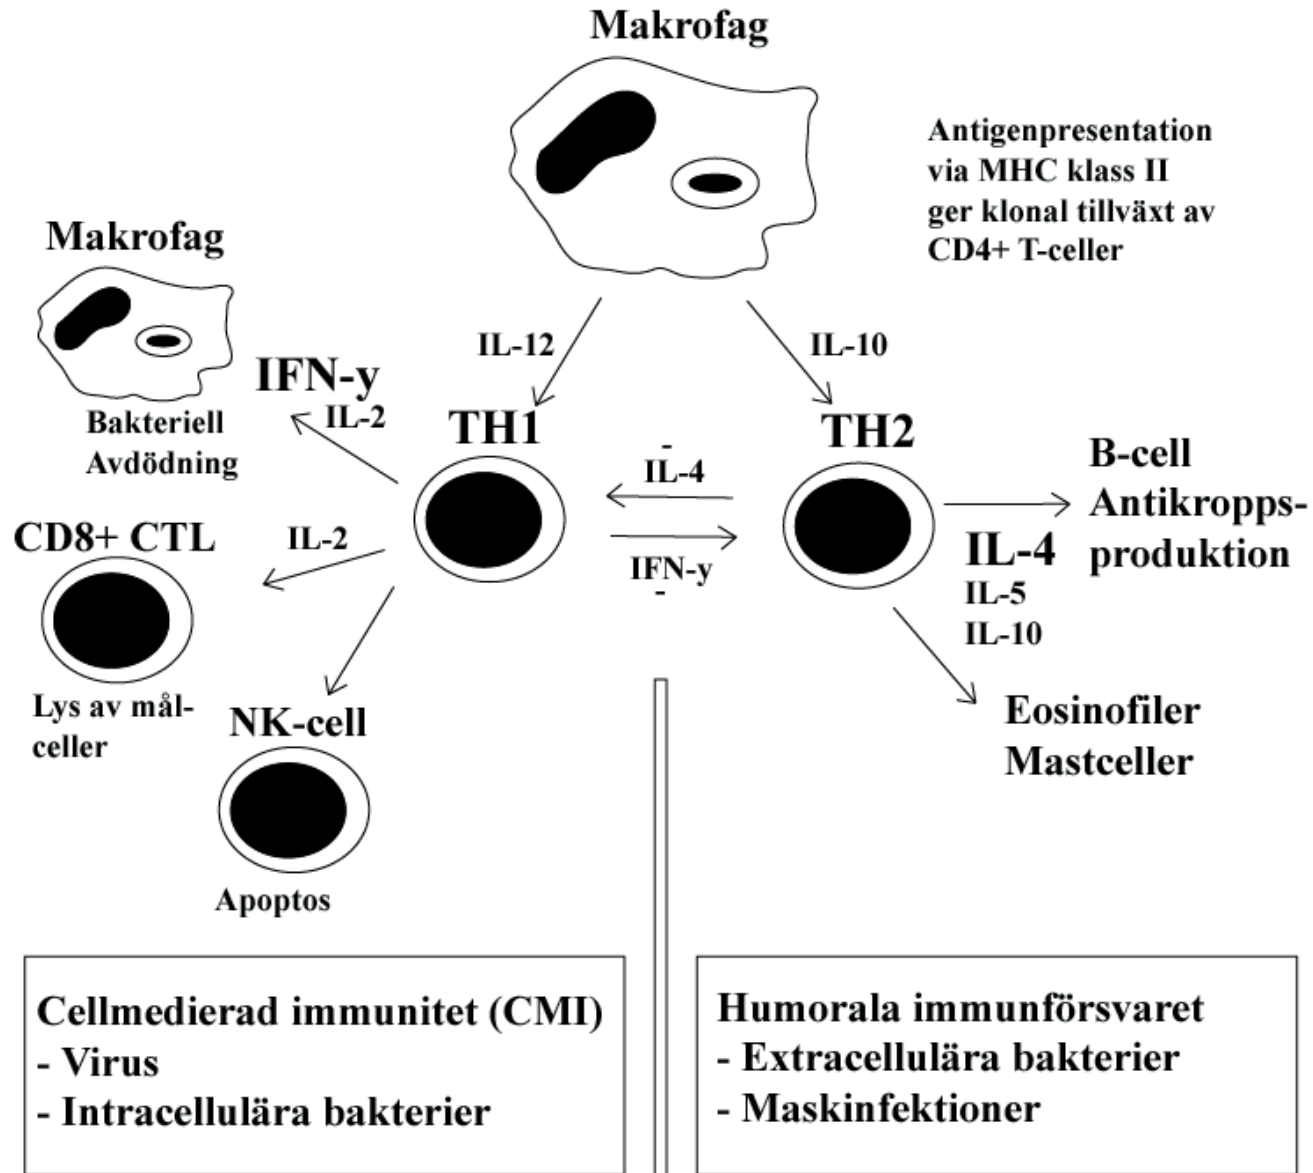 Makrofag
Antigenpresentation
via MHC klass II
ger klonal tillväxt av
CD4+ T-celler
Makrofag
IL-12
IL-10
IFN-y
IL-2
Bakteriell
Avdödning
TH1
TH2
-
IL-4
IFN-y
-
B-cell
Antikropps-
produktion
IL-4
IL-5
IL-10
CD8+ CTL
IL-2
Lys av mål-
celler
NK-cell
Apoptos
Eosinofiler
Mastceller
Cellmedierad immunitet (CMI)
- Virus
- Intracellulära bakterier
Humorala immunförsvaret
- Extracellulära bakterier
- Maskinfektioner